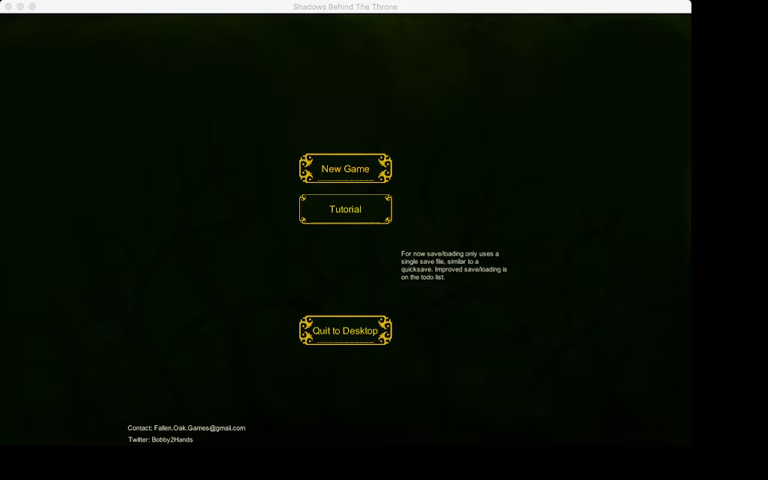 Shadows Behind The Throne
New Game
Tutorial
For now save/loading only uses a
single save file, similar to a
quicksave. Improved save/loading is
on the todo list.
Quit to Desktop
Contact: Fallen.Oak.Games@gmail.com
Twitter: Bobby2Hands